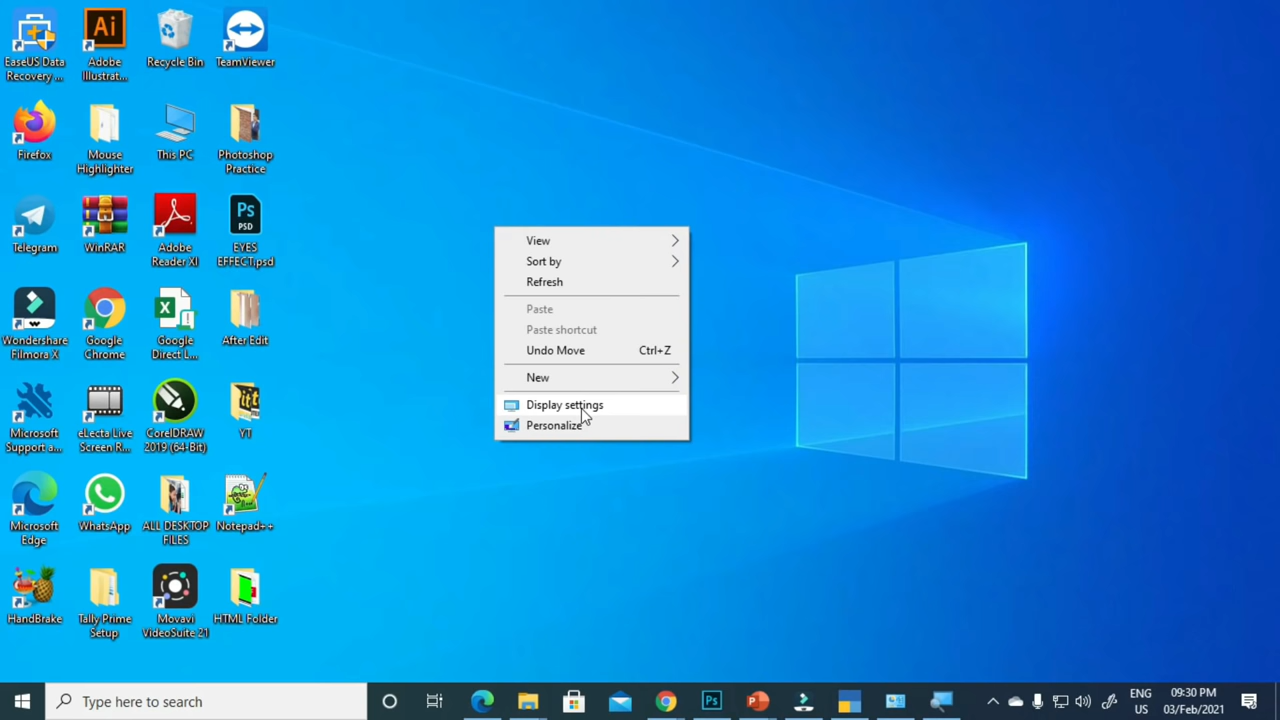 EaseUS Data
Recovery ...
Adobe
Illustrat...
Recycle Bin
TeamViewer
Firefox
Mouse
Highlighter
This PC
Photoshop
Practice
Telegram
WinRAR
Adobe
Reader XI
EYES
EFFECT.psd
Wondershare
Filmora X
Google
Chrome
Google
Direct L...
After Edit
Microsoft
Support a...
eLecta Live
Screen R...
CorelDRAW
2019 (64-Bit)
YT
Microsoft
Edge
WhatsApp
ALL DESKTOP
FILES
Notepad++
HandBrake
Tally Prime
Setup
Movavi
VideoSuite 21
HTML Folder
Ai
Ps
PSD
View
Sort by
Refresh
Paste
Paste shortcut
Undo Move Ctrl+Z
New
Display settings
Personalize
Type here to search
Ps
ENG
US
09:30 PM
03/Feb/2021